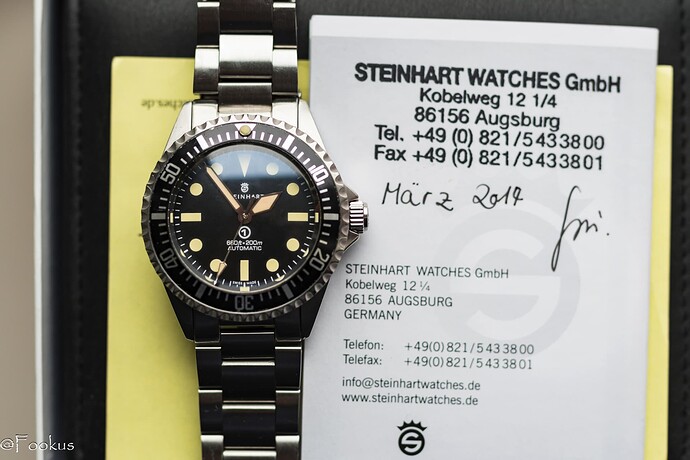 STEINHART WATCHES GmbH
Kobelweg 12 1/4
86156 Augsburg
Tel. +49 (0) 821/5433800
Fax +49 (0) 821/5433801
März 2014
STEINHART WATCHES GmbH
Kobelweg 12 ¼
86156 AUGSBURG
GERMANY
Telefon: +49(0)821/5433800
Telefax: +49(0)821/5433801
info@steinhartwatches.de
www.steinhartwatches.de
10
20
30
40
50
STEINHART
1
660ft=200m
AUTOMATIC
@Fookus